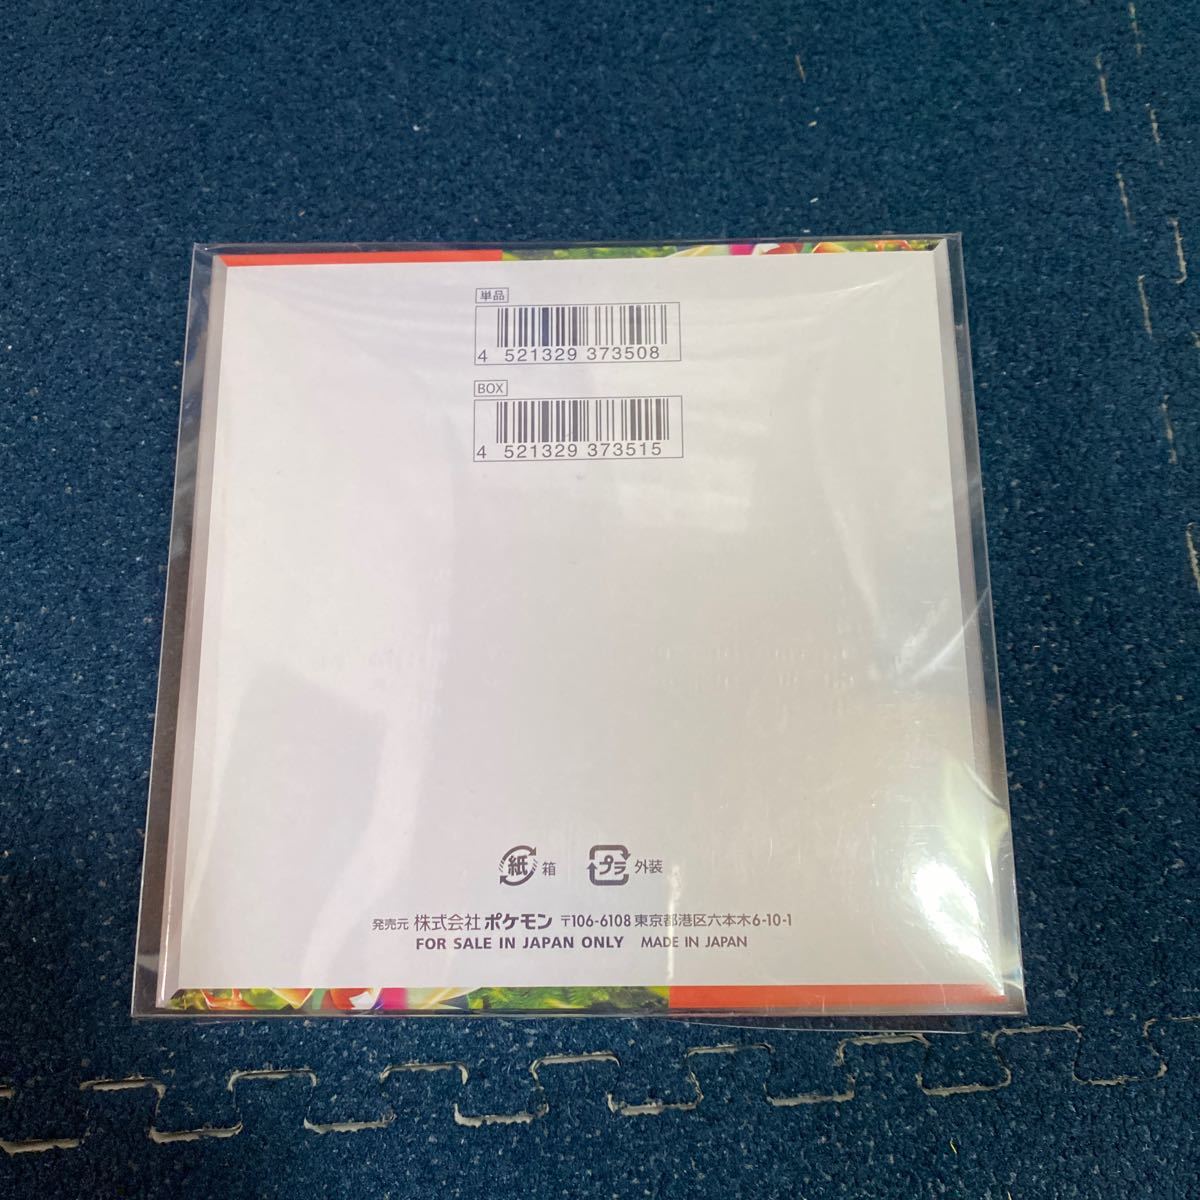 単品
4 521329 373508
BOX
4 521329 373515
紙 箱 プラ 外装
発売元 株式会社 ポケモン 〒106-6108 東京都港区六本木6-10-1
FOR SALE IN JAPAN ONLY MADE IN JAPAN